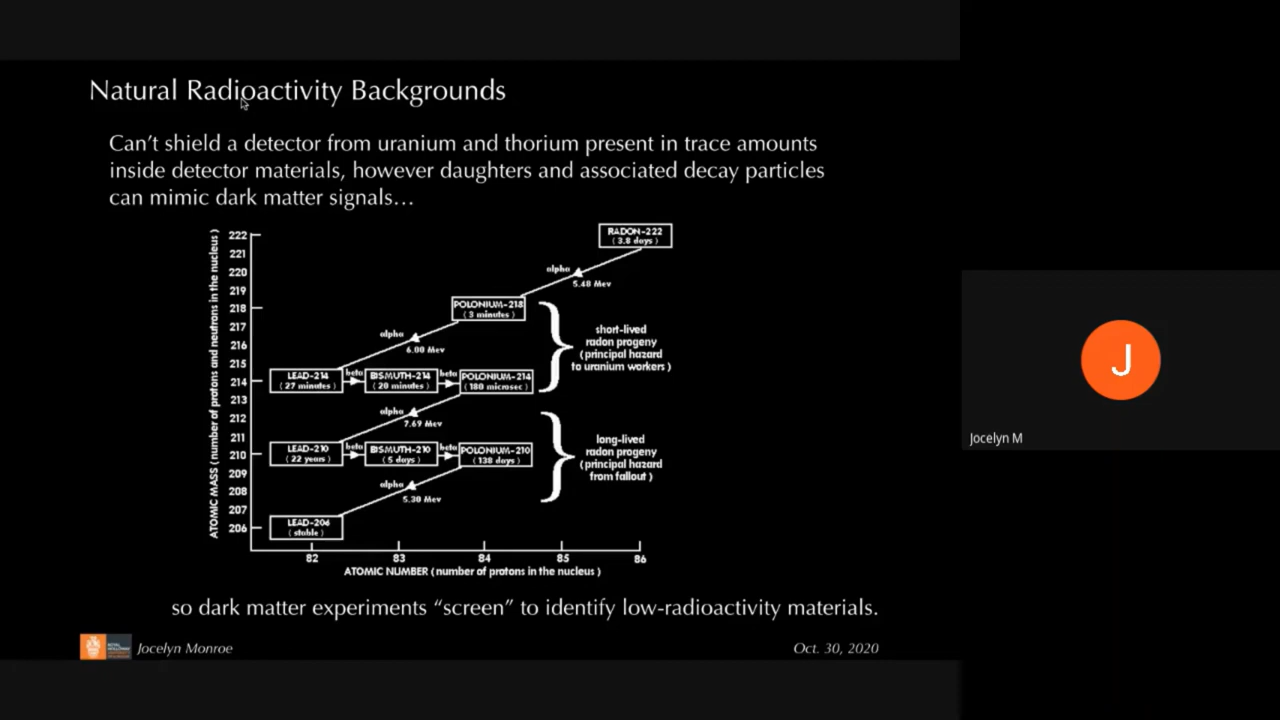 Natural Radioactivity Backgrounds
Can't shield a detector from uranium and thorium present in trace amounts
inside detector materials, however daughters and associated decay particles
can mimic dark matter signals…
ATOMIC MASS ( number of protons and neutrons in the nucleus )
222
221
220
219
218
217
216
215
214
213
212
211
210
209
208
207
206
RADON-222
( 3.8 days )
alpha
5.48 Mev
POLONIUM-218
( 3 minutes )
alpha
6.00 Mev
short-lived
radon progeny
( principal hazard
to uranium workers )
LEAD-214
( 27 minutes )
beta
BISMUTH-214
( 20 minutes )
beta
POLONIUM-214
( 180 microsec )
alpha
7.69 Mev
LEAD-210
( 22 years )
beta
BISMUTH-210
( 5 days )
beta
POLONIUM-210
( 138 days )
long-lived
radon progeny
( principal hazard
from fallout )
alpha
5.30 Mev
LEAD-206
( stable )
82
83
84
85
86
ATOMIC NUMBER ( number of protons in the nucleus )
so dark matter experiments “screen” to identify low-radioactivity materials.
Jocelyn Monroe
Oct. 30, 2020
J
Jocelyn M